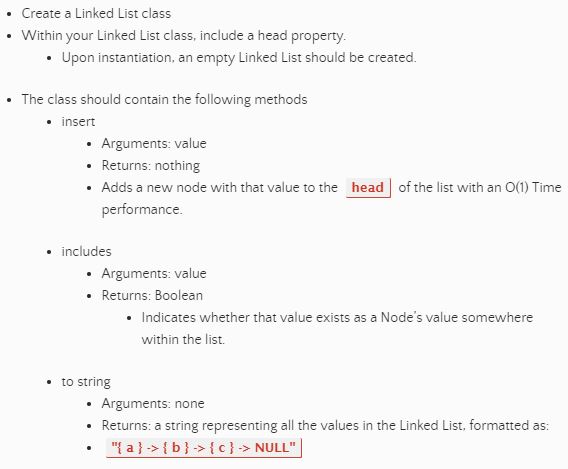 Create a Linked List class
Within your Linked List class, include a head property.
Upon instantiation, an empty Linked List should be created.
The class should contain the following methods
insert
Arguments: value
Returns: nothing
Adds a new node with that value to the head of the list with an O(1) Time
performance.
includes
Arguments: value
Returns: Boolean
Indicates whether that value exists as a Node's value somewhere
within the list.
to string
Arguments: none
Returns: a string representing all the values in the Linked List, formatted as:
"{ a } -> { b } -> { c } -> NULL"